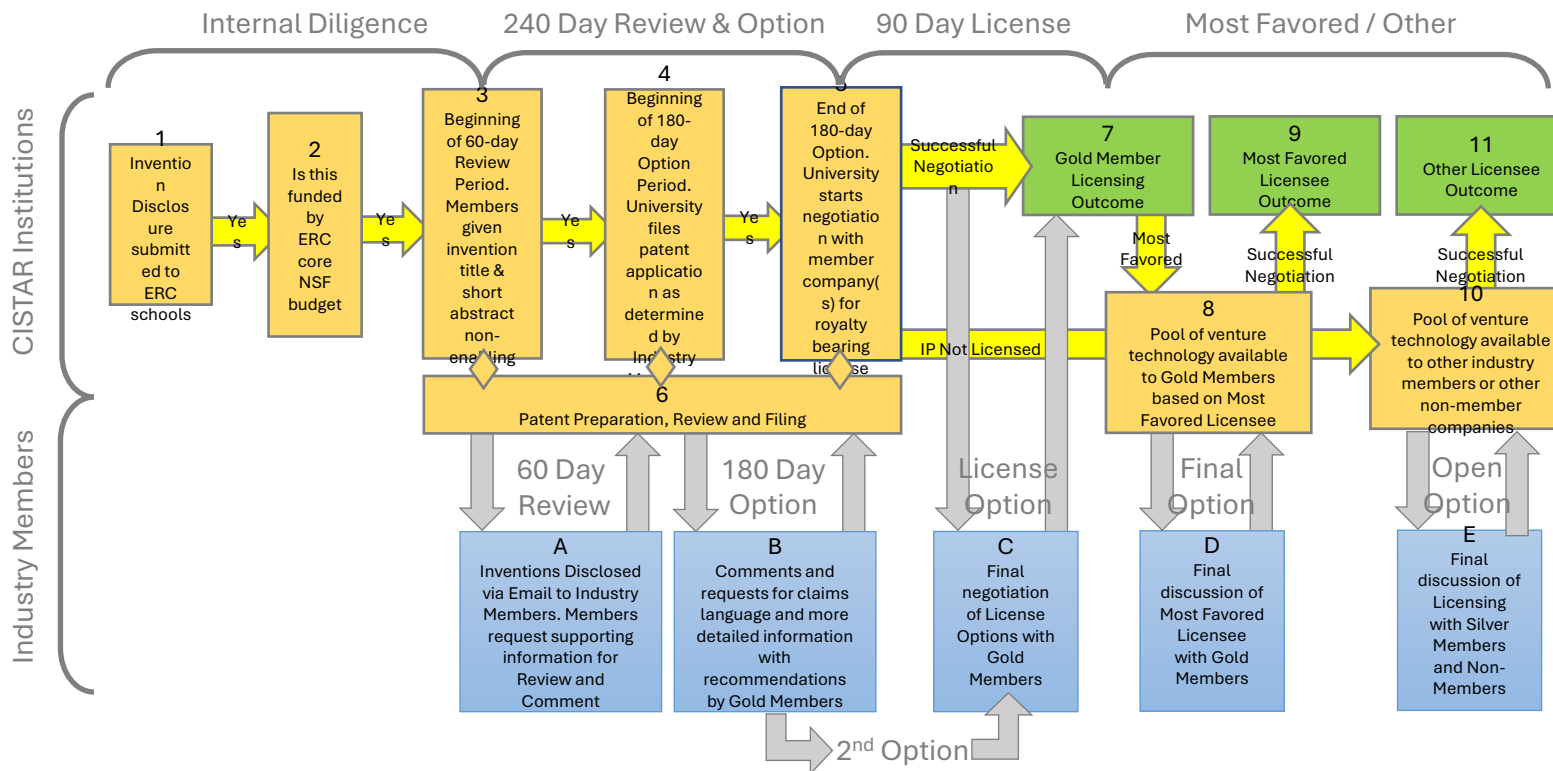 Internal Diligence
240 Day Review & Option
90 Day License
Most Favored / Other
CISTAR Institutions
Industry Members
1
Inventio
n
Disclos
ure
submitt
ed to
ERC
schools
Ye
s
2
Is this
funded
by
ERC
core
NSF
budget
Ye
s
3
Beginning
of 60-day
Review
Period.
Members
given
invention
title &
short
abstract
non-
enabling
Ye
s
4
Beginning
of 180-
day
Option
Period.
University
files
patent
applicatio
n as
determine
d by
Industry
Ye
s
5
End of
180-day
Option.
University
starts
negotiatio
n with
member
company(
s) for
royalty
bearing
license
6
Patent Preparation, Review and Filing
Successful
Negotiatio
n
IP Not Licensed
7
Gold Member
Licensing
Outcome
Most
Favored
8
Pool of venture
technology available
to Gold Members
based on Most
Favored Licensee
9
Most Favored
Licensee
Outcome
Successful
Negotiation
10
Pool of venture
technology available
to other industry
members or other
non-member
companies
11
Other Licensee
Outcome
Successful
Negotiation
60 Day
Review
180 Day
Option
License
Option
Final
Option
Open
Option
A
Inventions Disclosed
via Email to Industry
Members. Members
request supporting
information for
Review and
Comment
B
Comments and
requests for claims
language and more
detailed information
with
recommendations
by Gold Members
C
Final
negotiation
of License
Options with
Gold
Members
D
Final
discussion of
Most Favored
Licensee
with Gold
Members
E
Final
discussion of
Licensing
with Silver
Members
and Non-
Members
2nd Option